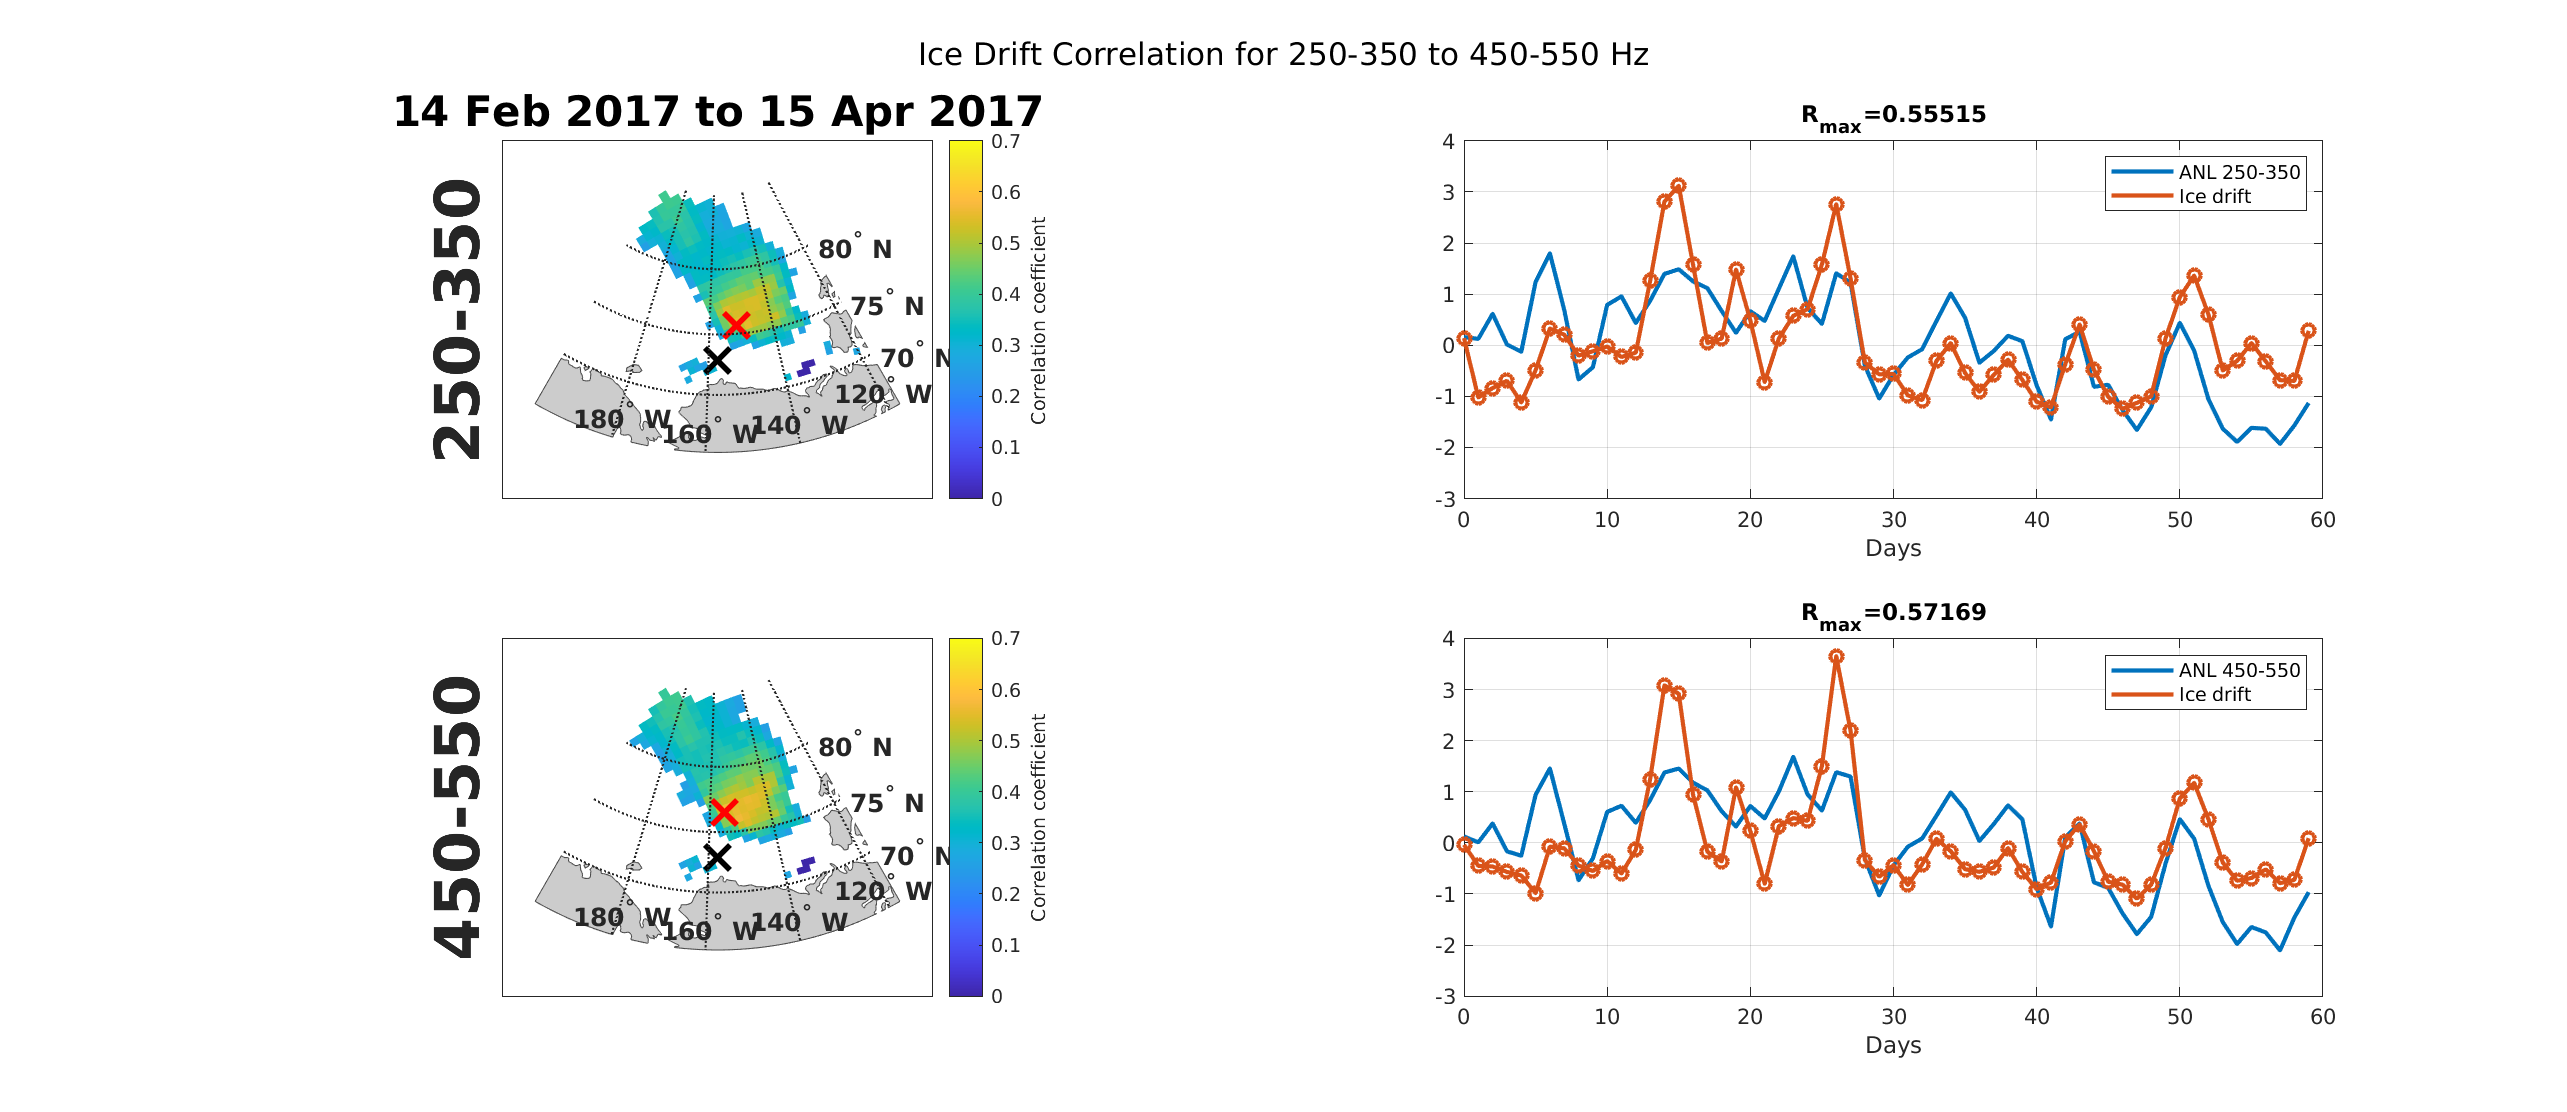 Ice Drift Correlation for 250-350 to 450-550 Hz
14 Feb 2017 to 15 Apr 2017
250-350
80° N
75° N
70° N
120° W
180° W
160° W
140° W
0.7
0.6
0.5
0.4
0.3
0.2
0.1
0
Correlation coefficient
Rmax=0.55515
4
3
2
1
0
-1
-2
-3
0 10 20 30 40 50 60
Days
ANL 250-350
Ice drift
450-550
80° N
75° N
70° N
120° W
180° W
160° W
140° W
0.7
0.6
0.5
0.4
0.3
0.2
0.1
0
Correlation coefficient
Rmax=0.57169
4
3
2
1
0
-1
-2
-3
0 10 20 30 40 50 60
Days
ANL 450-550
Ice drift